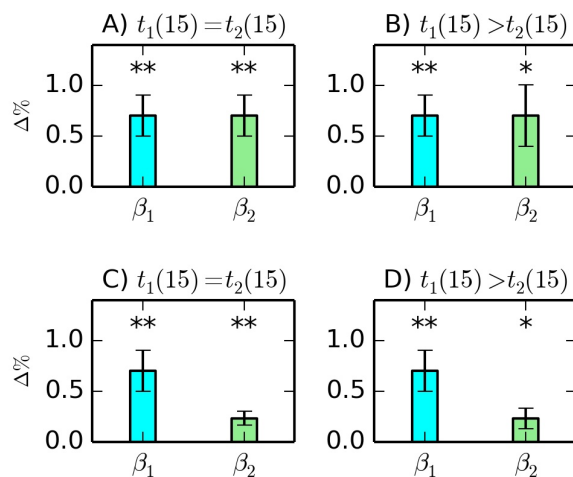 A) t₁(15) = t₂(15)
B) t₁(15) > t₂(15)
** **
** *
1.0
0.5
0.0
Δ%
1.0
0.5
0.0
β₁ β₂
β₁ β₂
C) t₁(15) = t₂(15)
D) t₁(15) > t₂(15)
** **
** *
1.0
0.5
0.0
Δ%
1.0
0.5
0.0
β₁ β₂
β₁ β₂